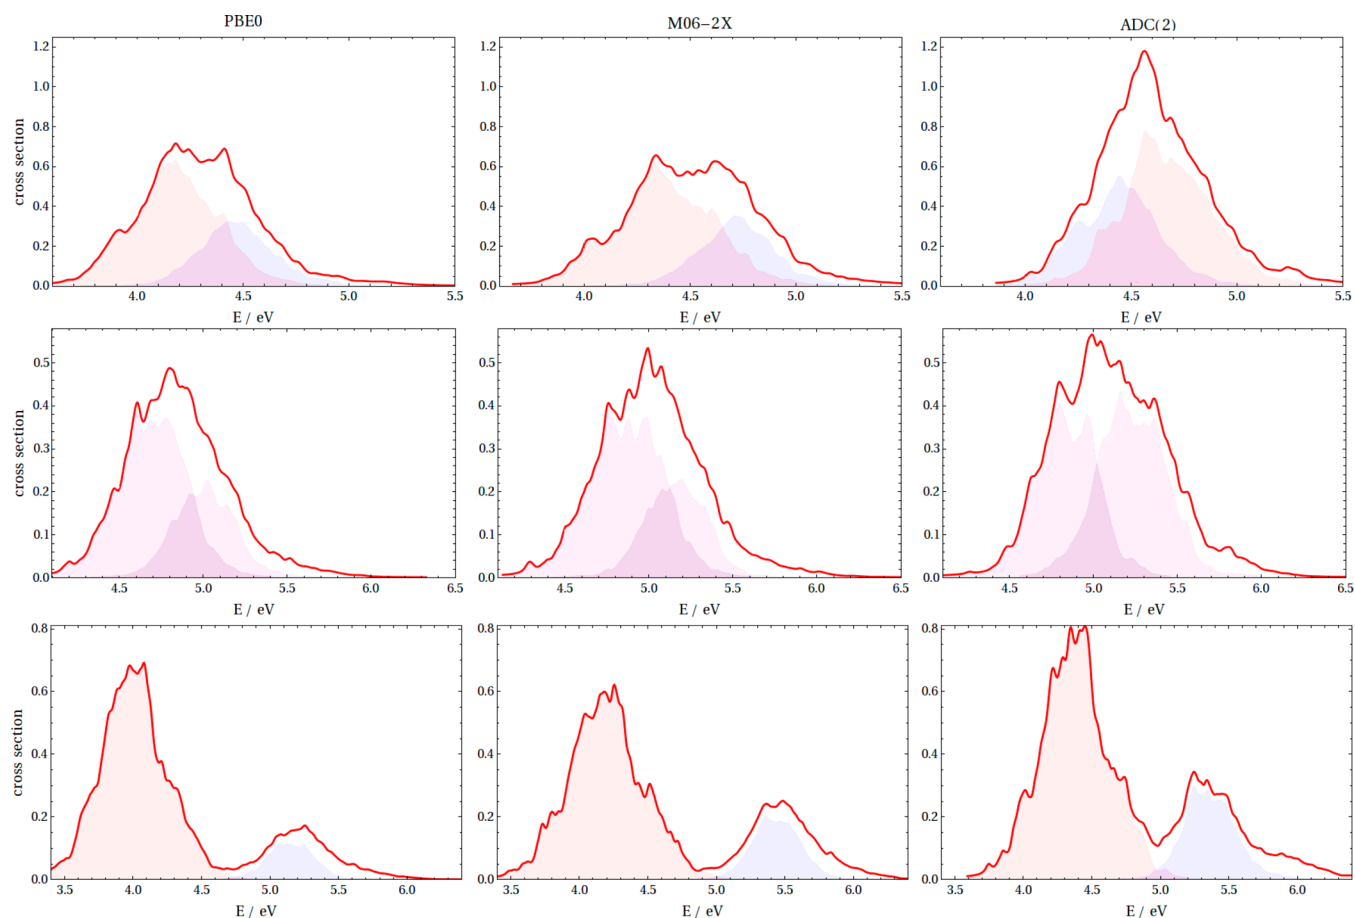 PBE0 M06−2X ADC(2)
1.2 1.2 1.2
1.0 1.0 1.0
0.8 0.8 0.8
cross section
0.6 0.6 0.6
0.4 0.4 0.4
0.2 0.2 0.2
0.0 0.0 0.0
4.0 4.5 5.0 5.5 4.0 4.5 5.0 5.5 4.0 4.5 5.0 5.5
E / eV E / eV E / eV
0.5 0.5 0.5
0.4 0.4 0.4
cross section
0.3 0.3 0.3
0.2 0.2 0.2
0.1 0.1 0.1
0.0 0.0 0.0
4.5 5.0 5.5 6.0 6.5 4.5 5.0 5.5 6.0 6.5 4.5 5.0 5.5 6.0 6.5
E / eV E / eV E / eV
0.8 0.8 0.8
0.6 0.6 0.6
cross section
0.4 0.4 0.4
0.2 0.2 0.2
0.0 0.0 0.0
3.5 4.0 4.5 5.0 5.5 6.0 3.5 4.0 4.5 5.0 5.5 6.0 3.5 4.0 4.5 5.0 5.5 6.0
E / eV E / eV E / eV